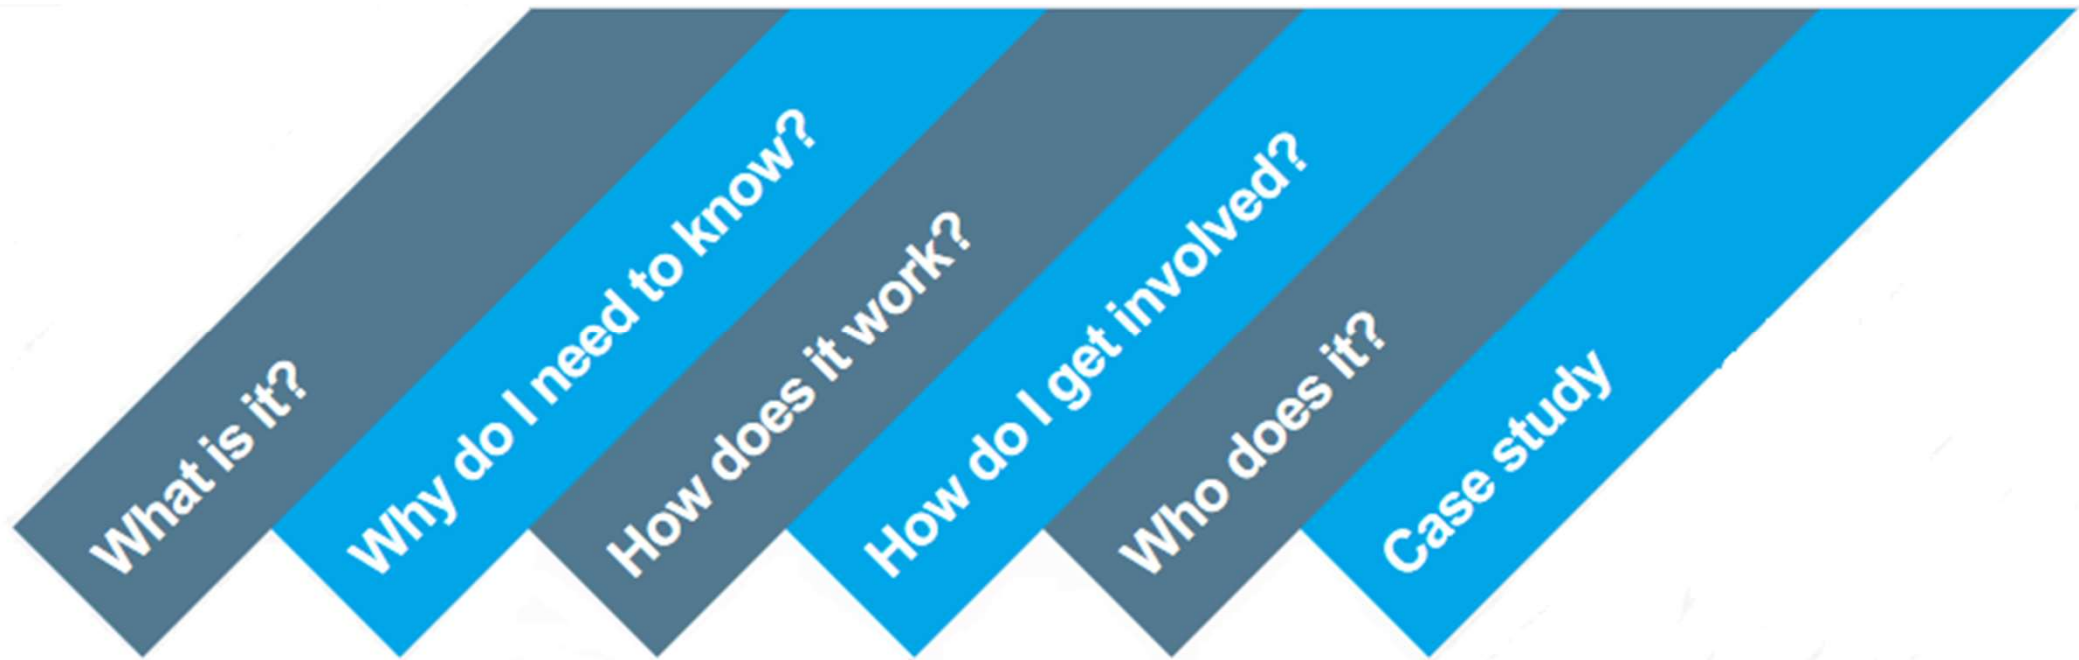 What is it?
Why do I need to know?
How does it work?
How do I get involved?
Who does it?
Case study